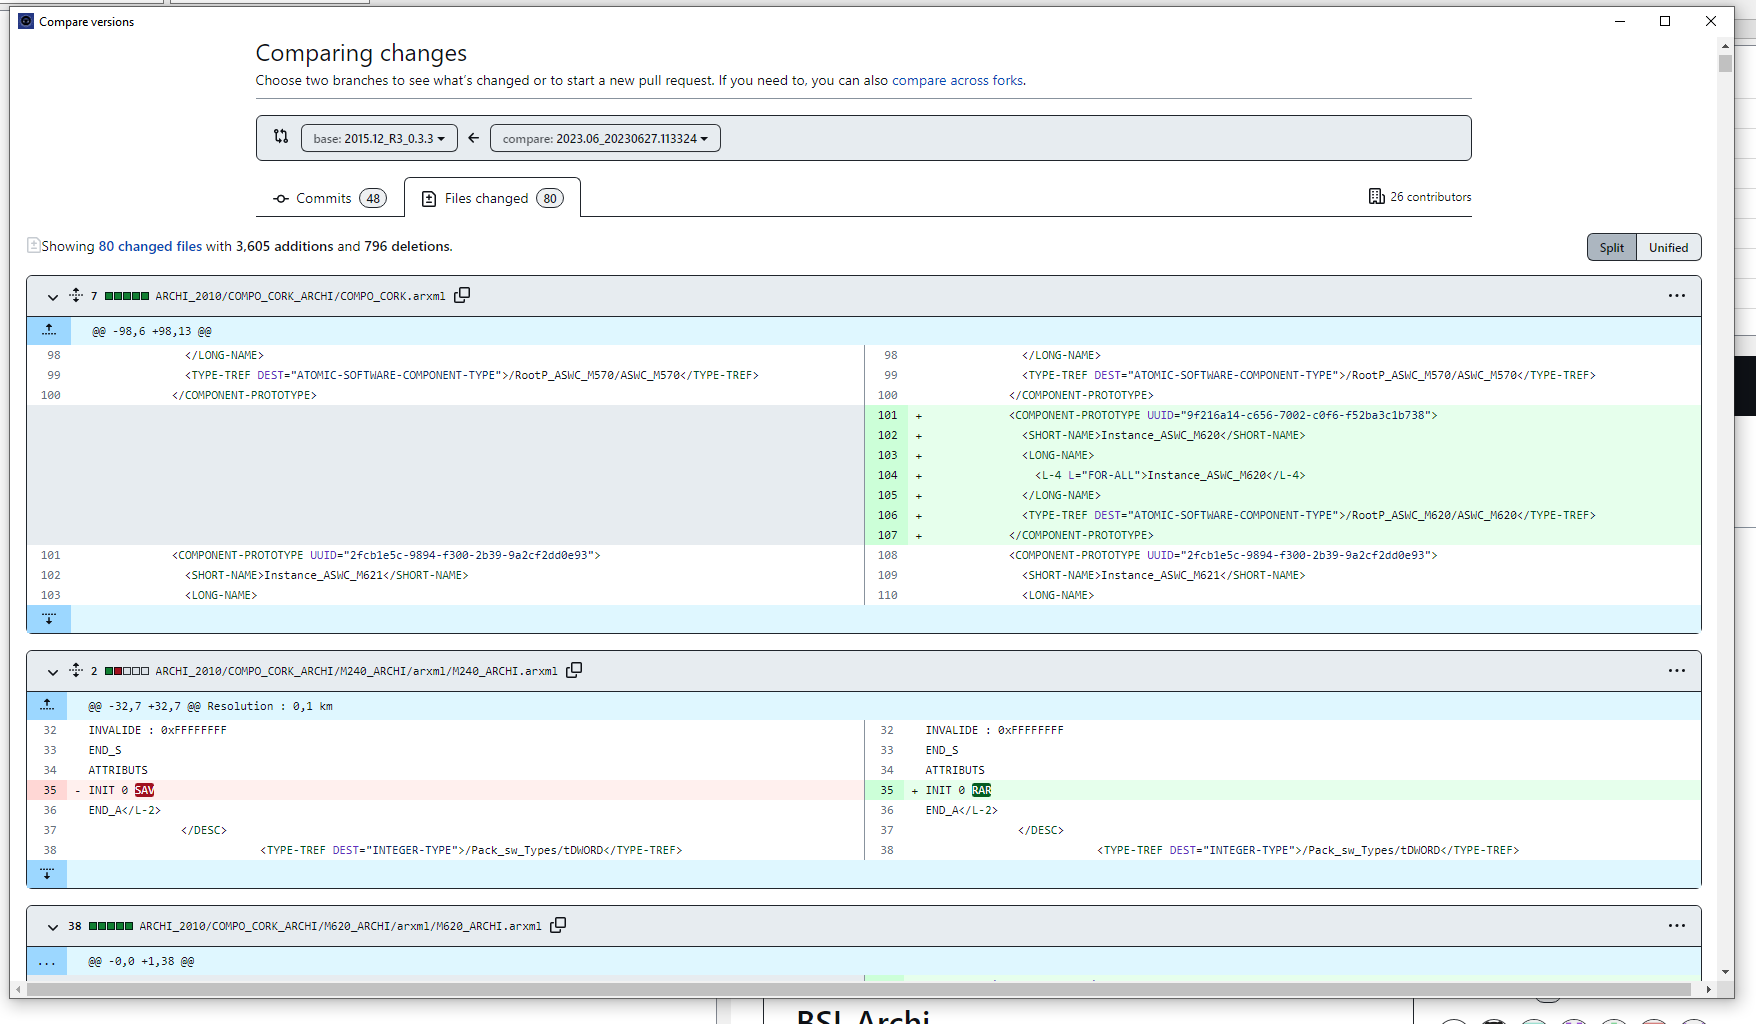 Compare versions
Comparing changes
Choose two branches to see what's changed or to start a new pull request. If you need to, you can also compare across forks.
base: 2015.12_R3_0.3.3
compare: 2023.06_20230627.113324
Commits 48
Files changed 80
26 contributors
Showing 80 changed files with 3,605 additions and 796 deletions.
Split Unified
7 ARCHI_2010/COMPO_CORK_ARCHI/COMPO_CORK.arxml
@@ -98,6 +98,13 @@
98 </LONG-NAME> 98 </LONG-NAME>
99 <TYPE-TREF DEST="ATOMIC-SOFTWARE-COMPONENT-TYPE">/RootP_ASWC_M570/ASWC_M570</TYPE-TREF> 99 <TYPE-TREF DEST="ATOMIC-SOFTWARE-COMPONENT-TYPE">/RootP_ASWC_M570/ASWC_M570</TYPE-TREF>
100 </COMPONENT-PROTOTYPE> 100 </COMPONENT-PROTOTYPE>
101 + <COMPONENT-PROTOTYPE UUID="9f216a14-c656-7002-c0f6-f52ba3c1b738">
102 + <SHORT-NAME>Instance_ASWC_M620</SHORT-NAME>
103 + <LONG-NAME>
104 + <L-4 L="FOR-ALL">Instance_ASWC_M620</L-4>
105 + </LONG-NAME>
106 + <TYPE-TREF DEST="ATOMIC-SOFTWARE-COMPONENT-TYPE">/RootP_ASWC_M620/ASWC_M620</TYPE-TREF>
107 + </COMPONENT-PROTOTYPE>
101 <COMPONENT-PROTOTYPE UUID="2fcb1e5c-9894-f300-2b39-9a2cf2dd0e93"> 108 <COMPONENT-PROTOTYPE UUID="2fcb1e5c-9894-f300-2b39-9a2cf2dd0e93">
102 <SHORT-NAME>Instance_ASWC_M621</SHORT-NAME> 109 <SHORT-NAME>Instance_ASWC_M621</SHORT-NAME>
103 <LONG-NAME> 110 <LONG-NAME>
2 ARCHI_2010/COMPO_CORK_ARCHI/M240_ARCHI/arxml/M240_ARCHI.arxml
@@ -32,7 +32,7 @@ Resolution : 0,1 km
32 INVALIDE : 0xFFFFFFFF 32 INVALIDE : 0xFFFFFFFF
33 END_S 33 END_S
34 ATTRIBUTS 34 ATTRIBUTS
35 - INIT 0 SAV 35 + INIT 0 RAR
36 END_A</L-2> 36 END_A</L-2>
37 </DESC> 37 </DESC>
38 <TYPE-TREF DEST="INTEGER-TYPE">/Pack_sw_Types/tDWORD</TYPE-TREF> 38 <TYPE-TREF DEST="INTEGER-TYPE">/Pack_sw_Types/tDWORD</TYPE-TREF>
38 ARCHI_2010/COMPO_CORK_ARCHI/M620_ARCHI/arxml/M620_ARCHI.arxml
@@ -0,0 +1,38 @@
BSL Archi